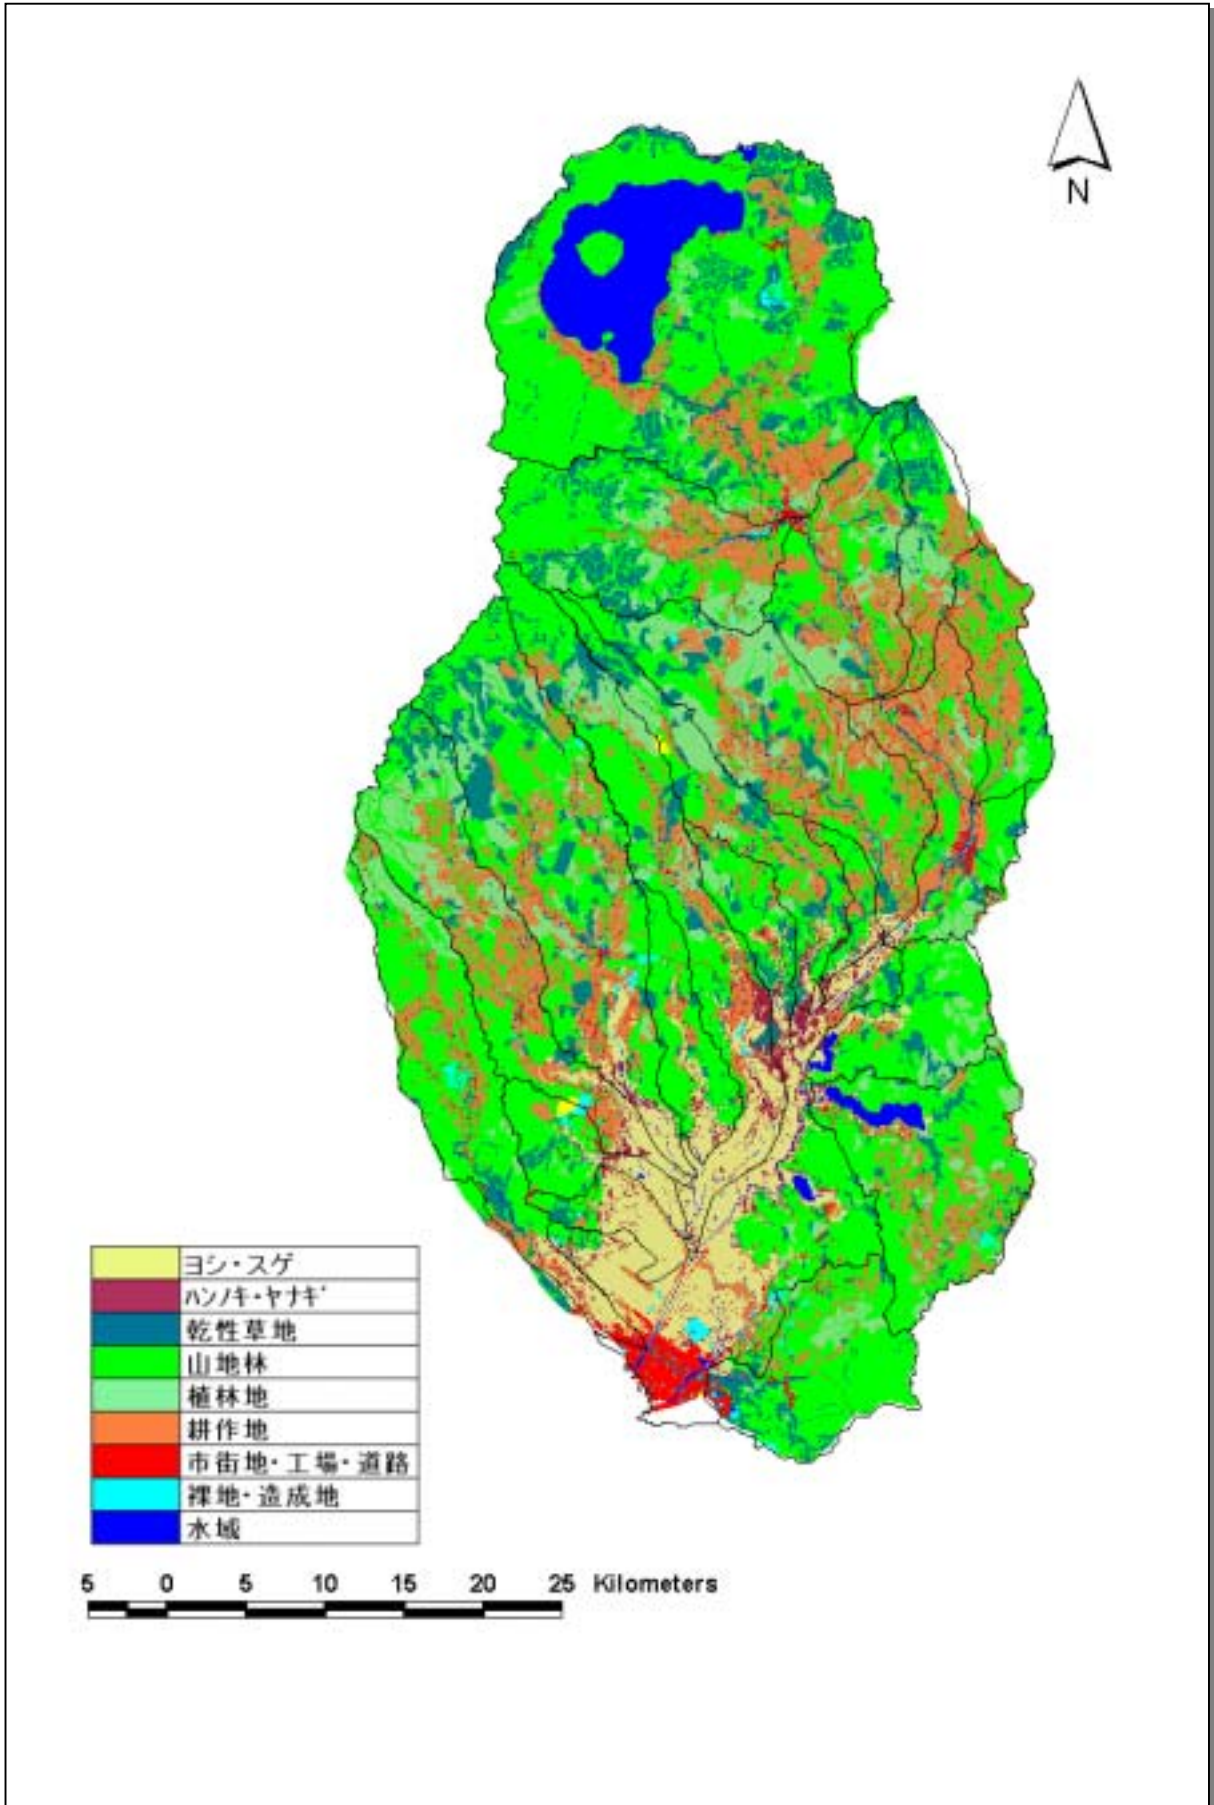 N
ヨシ・スゲ
ﾊﾝﾉｷ・ﾔﾅｷﾞ
乾性草地
山地林
植林地
耕作地
市街地・工場・道路
裸地・造成地
水域
5 0 5 10 15 20 25 Kilometers